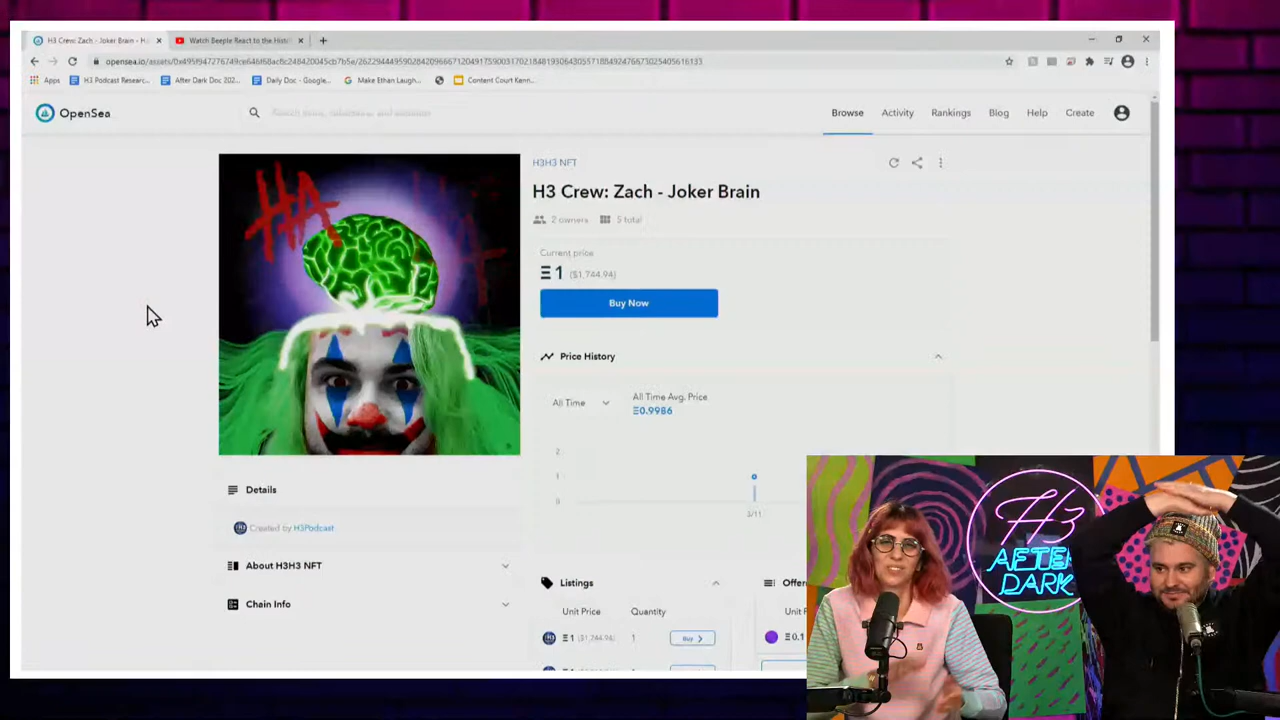 H3 Crew: Zach - Joker Brain - H
Watch Beeple React to the Hist
Apps
H3 Podcast Researc...
After Dark Doc 202...
Daily Doc - Google...
Make Ethan Laugh...
Content Court Kenn...
OpenSea
Browse
Activity
Rankings
Blog
Help
Create
HA
H3H3 NFT
H3 Crew: Zach - Joker Brain
2 owners
5 total
Current price
Ξ 1 ($1,744.94)
Buy Now
Price History
All Time
All Time Avg. Price
Ξ0.9986
2
1
0
3/11
Details
Created by H3Podcast
About H3H3 NFT
Chain Info
Listings
Offer
Unit Price
Quantity
Unit P
Ξ 1 ($1,744.94)
1
Buy
Ξ 0.1
H3
AFTER
DARK